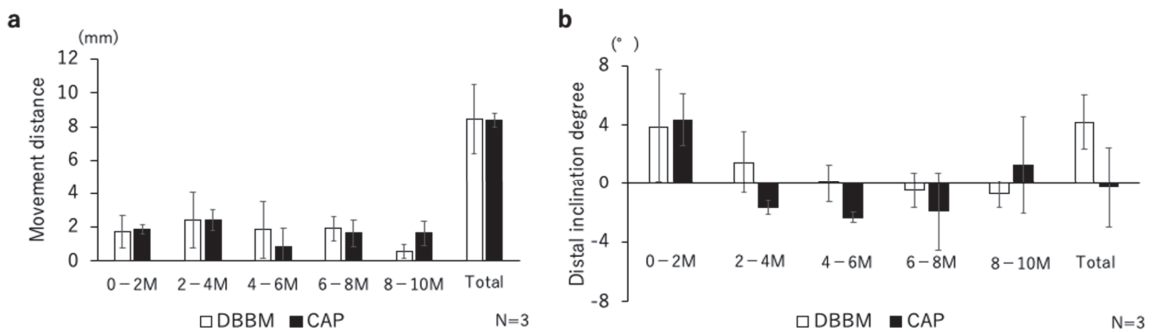 a
(mm)
Movement distance
12
10
8
6
4
2
0
0－2M 2－4M 4－6M 6－8M 8－10M Total
□DBBM ■CAP N=3
b
(° )
Distal inclination degree
8
4
0
-4
-8
0－2M 2－4M 4－6M 6－8M 8－10M Total
□DBBM ■CAP N=3